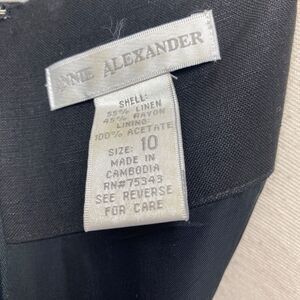 NNIE ALEXANDER
SHELL:
55% LINEN
45% RAYON
LINING:
100% ACETATE
SIZE: 10
MADE IN
CAMBODIA
RN#75343
SEE REVERSE
FOR CARE